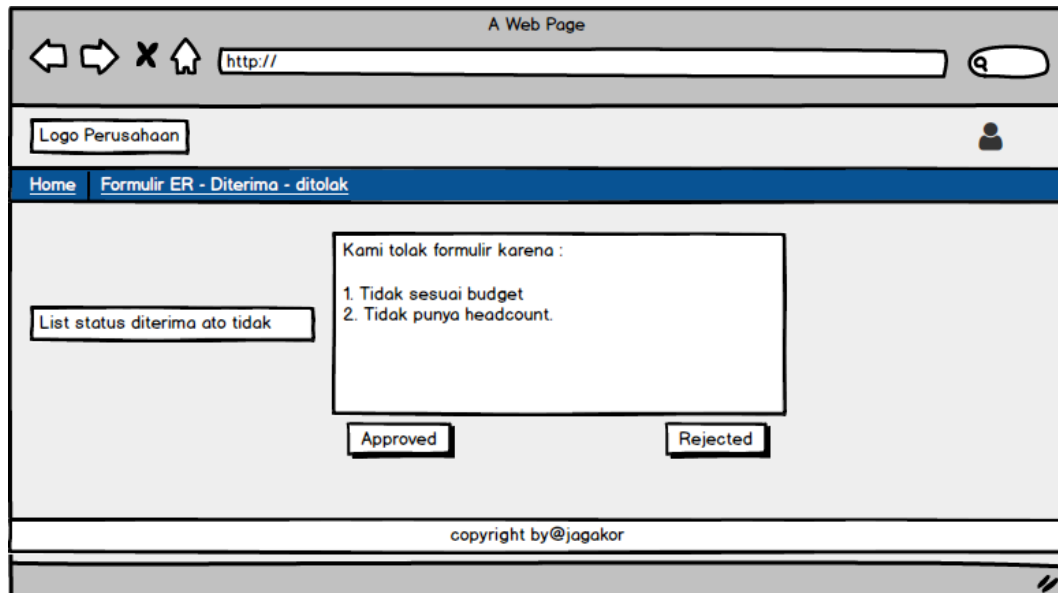 A Web Page
http://
Logo Perusahaan
Home
Formulir ER - Diterima - ditolak
Kami tolak formulir karena :
1. Tidak sesuai budget
2. Tidak punya headcount.
List status diterima ato tidak
Approved
Rejected
copyright by@jagakor